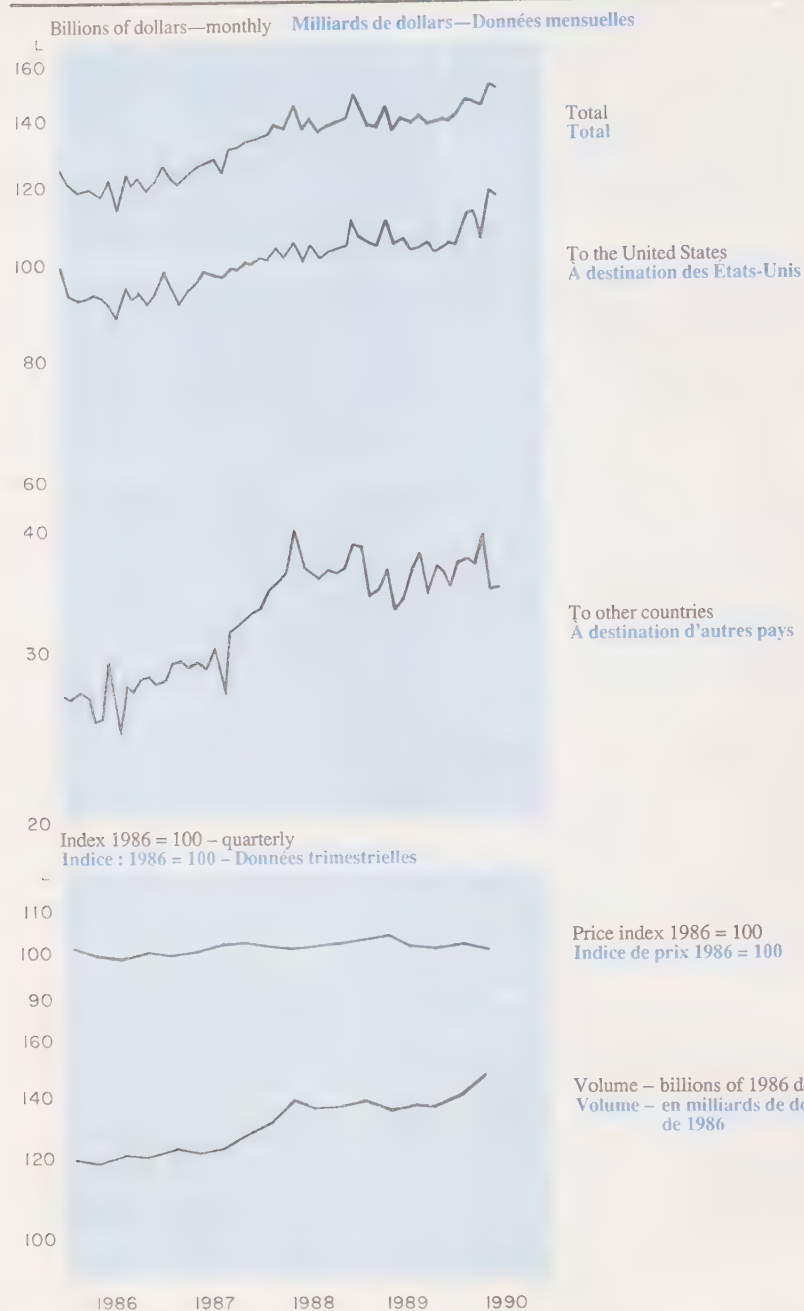 Billions of dollars—monthly Milliards de dollars—Données mensuelles
L
160
140
120
100
80
60
40
30
20
Total
Total
To the United States
À destination des États-Unis
To other countries
À destination d'autres pays
Index 1986 = 100 – quarterly
Indice : 1986 = 100 – Données trimestrielles
110
100
90
160
140
120
100
Price index 1986 = 100
Indice de prix 1986 = 100
Volume – billions of 1986 d
Volume – en milliards de do
de 1986
1986 1987 1988 1989 1990